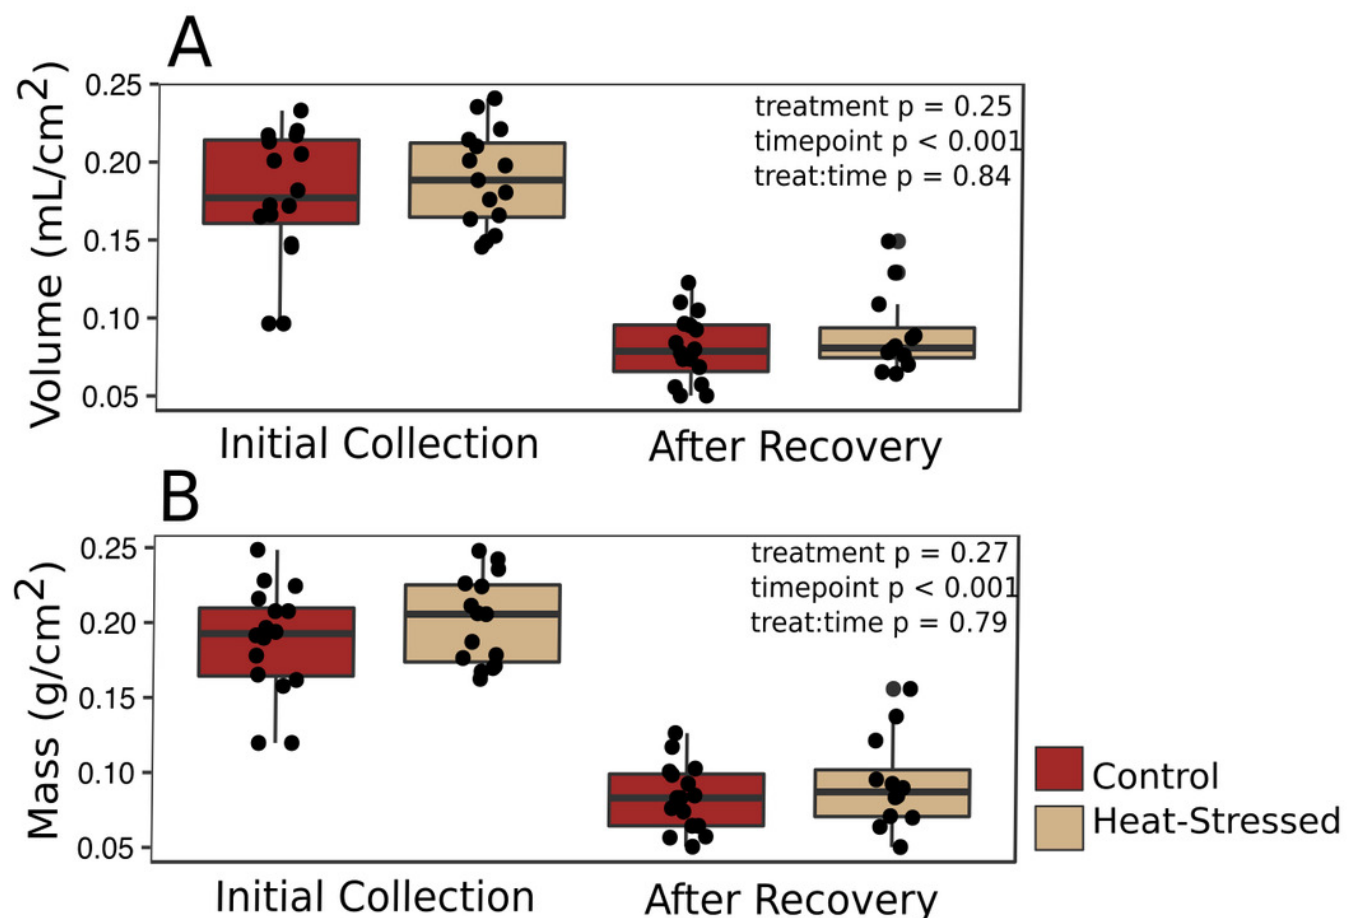 A
Volume (mL/cm²)
0.25
0.20
0.15
0.10
0.05
treatment p = 0.25
timepoint p < 0.001
treat:time p = 0.84
Initial Collection
After Recovery
B
Mass (g/cm²)
0.25
0.20
0.15
0.10
0.05
treatment p = 0.27
timepoint p < 0.001
treat:time p = 0.79
Initial Collection
After Recovery
Control
Heat-Stressed